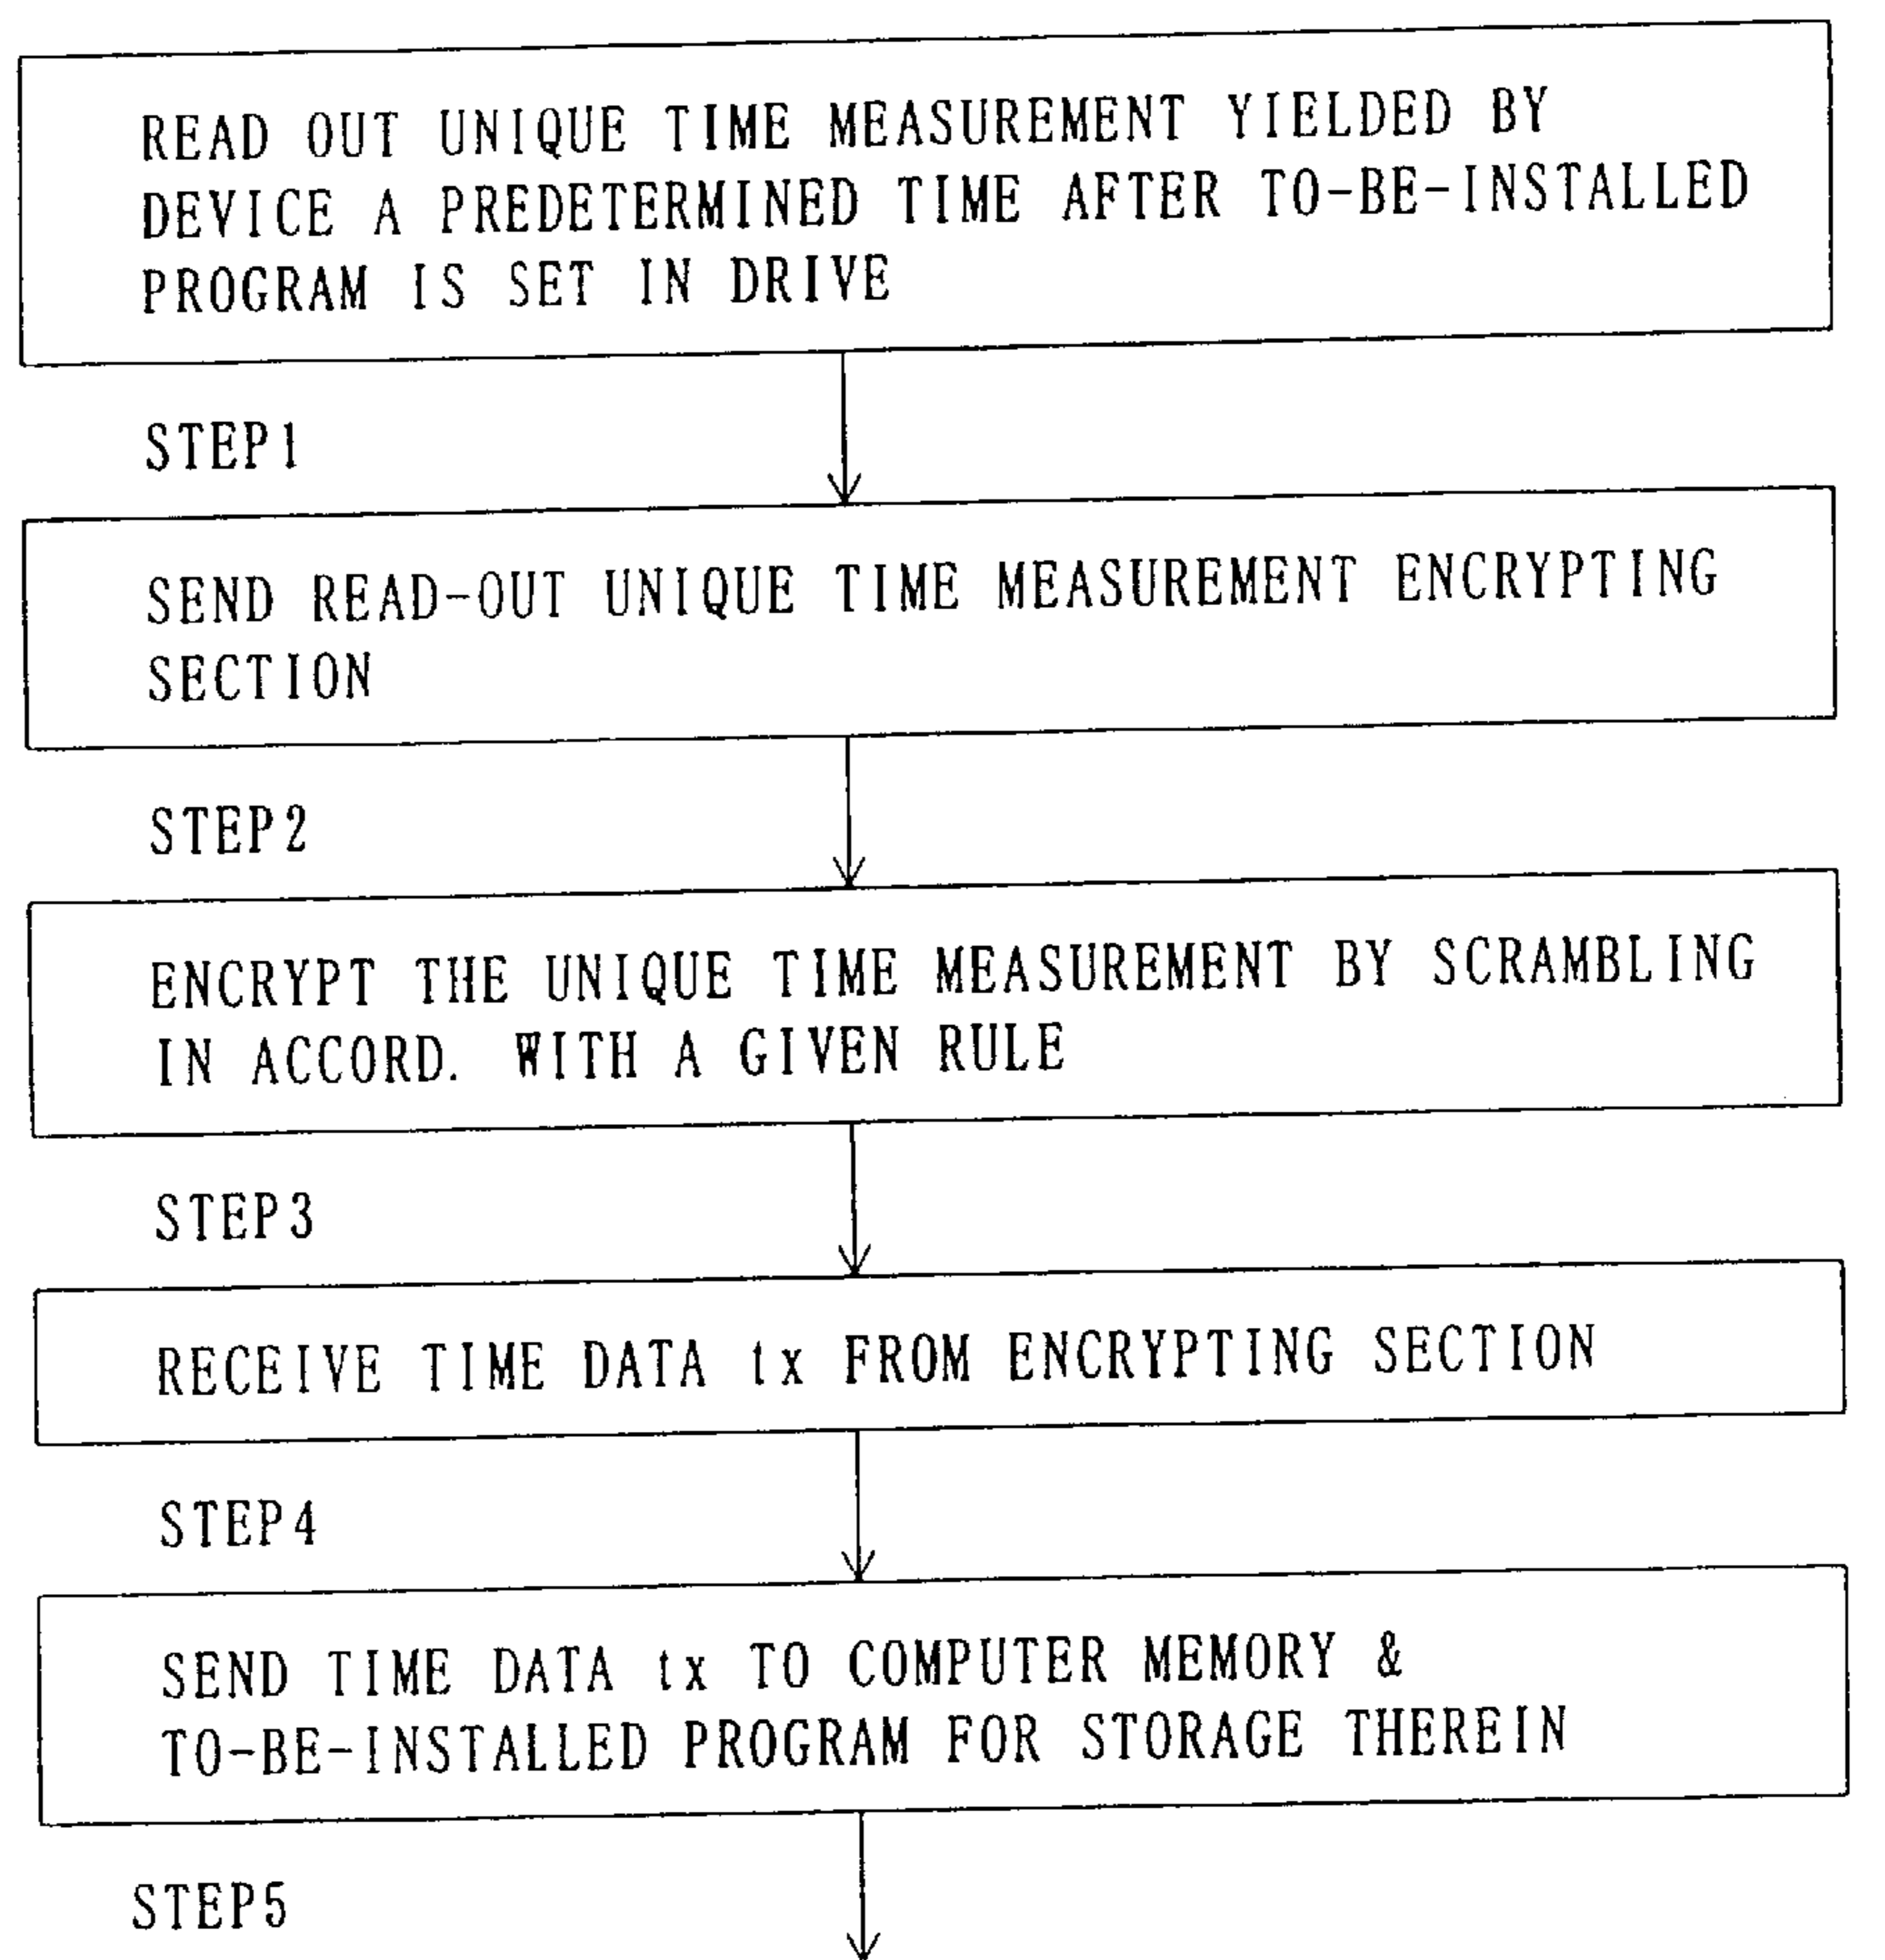 READ OUT UNIQUE TIME MEASUREMENT YIELDED BY
DEVICE A PREDETERMINED TIME AFTER TO-BE-INSTALLED
PROGRAM IS SET IN DRIVE
STEP1
SEND READ-OUT UNIQUE TIME MEASUREMENT ENCRYPTING
SECTION
STEP2
ENCRYPT THE UNIQUE TIME MEASUREMENT BY SCRAMBLING
IN ACCORD. WITH A GIVEN RULE
STEP3
RECEIVE TIME DATA tx FROM ENCRYPTING SECTION
STEP4
SEND TIME DATA tx TO COMPUTER MEMORY &
TO-BE-INSTALLED PROGRAM FOR STORAGE THEREIN
STEP5